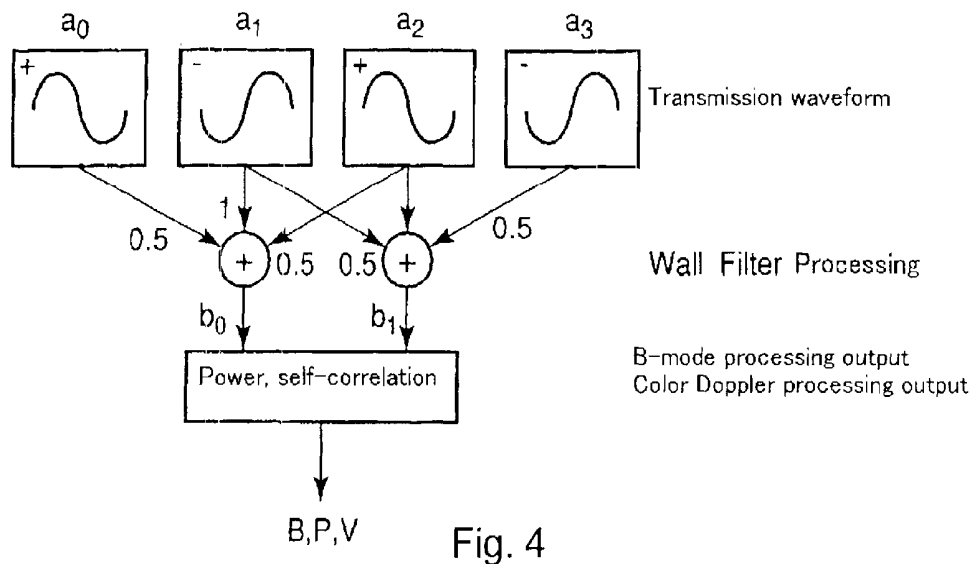 a0 a1 a2 a3
+ - + -
Transmission waveform
1
0.5 0.5 0.5 0.5
+ +
Wall Filter Processing
b0 b1
Power, self-correlation
B-mode processing output
Color Doppler processing output
B,P,V
Fig. 4